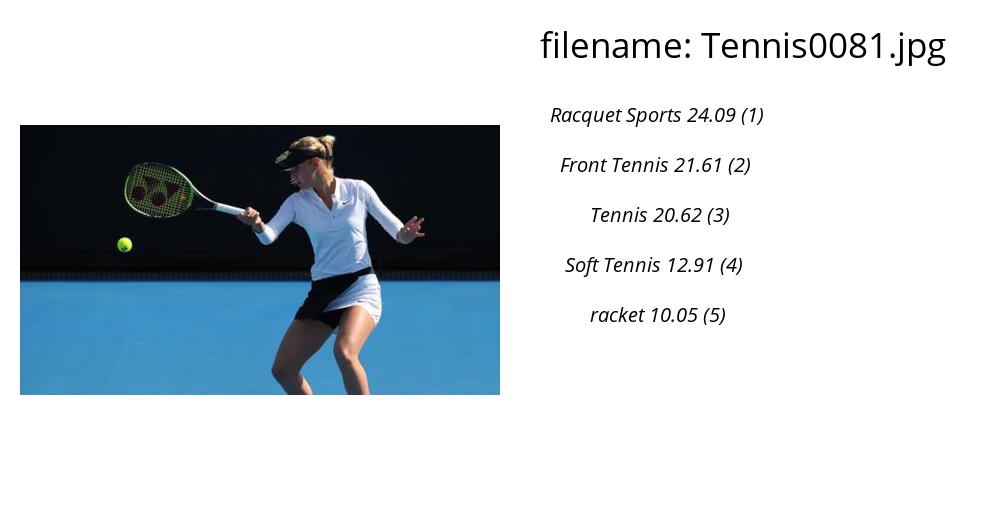 filename: Tennis0081.jpg
Racquet Sports 24.09 (1)
Front Tennis 21.61 (2)
Tennis 20.62 (3)
Soft Tennis 12.91 (4)
racket 10.05 (5)